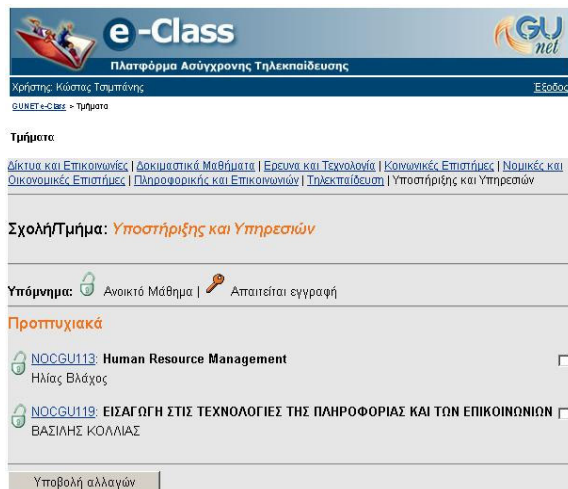 e-Class
GUnet
Πλατφόρμα Ασύγχρονης Τηλεκπαίδευσης
Χρήστης: Κώστας Τσιμπάνης Έξοδος
GUNET e-Class > Τμήματα
Τμήματα
Δίκτυα και Επικοινωνίες | Δοκιμαστικά Μαθήματα | Ερευνα και Τεχνολογία | Κοινωνικές Επιστήμες | Νομικές και
Οικονομικές Επιστήμες | Πληροφορικής και Επικοινωνιών | Τηλεκπαίδευση | Υποστήριξης και Υπηρεσιών
Σχολή/Τμήμα: Υποστήριξης και Υπηρεσιών
Υπόμνημα: Ανοικτό Μάθημα | Απαιτείται εγγραφή
Προπτυχιακά
NOCGU113: Human Resource Management
Ηλίας Βλάχος
NOCGU119: ΕΙΣΑΓΩΓΗ ΣΤΙΣ ΤΕΧΝΟΛΟΓΙΕΣ ΤΗΣ ΠΛΗΡΟΦΟΡΙΑΣ ΚΑΙ ΤΩΝ ΕΠΙΚΟΙΝΩΝΙΩΝ
ΒΑΣΙΛΗΣ ΚΟΛΛΙΑΣ
Υποβολή αλλαγών